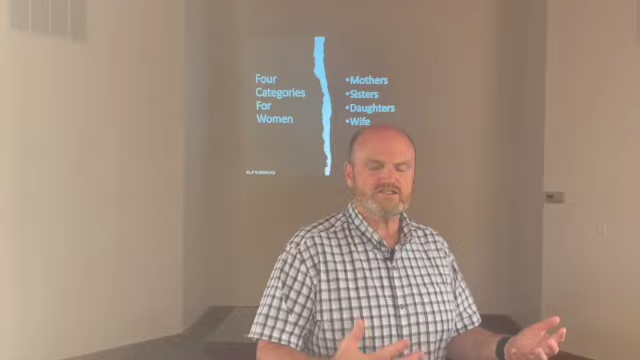 Four
Categories
For
Women
•Mothers
•Sisters
•Daughters
•Wife